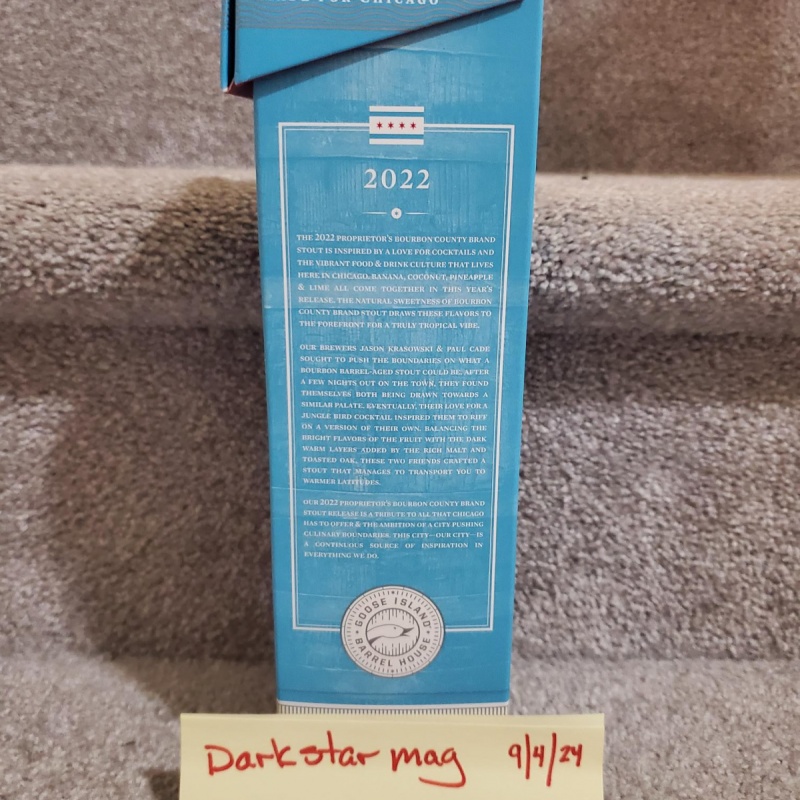 FOR CHICAGO
2022
THE 2022 PROPRIETOR'S BOURBON COUNTY BRAND
STOUT IS INSPIRED BY A LOVE FOR COCKTAILS AND
THE VIBRANT FOOD & DRINK CULTURE THAT LIVES
HERE IN CHICAGO. BANANA, COCONUT, PINEAPPLE
& LIME ALL COME TOGETHER IN THIS YEAR'S
RELEASE. THE NATURAL SWEETNESS OF BOURBON
COUNTY BRAND STOUT DRAWS THESE FLAVORS TO
THE FOREFRONT FOR A TRULY TROPICAL VIBE.
OUR BREWERS JASON KRASOWSKI & PAUL CADE
SOUGHT TO PUSH THE BOUNDARIES ON WHAT A
BOURBON BARREL-AGED STOUT COULD BE. AFTER
A FEW NIGHTS OUT ON THE TOWN, THEY FOUND
THEMSELVES BOTH BEING DRAWN TOWARDS A
SIMILAR PALATE. EVENTUALLY, THEIR LOVE FOR A
JUNGLE BIRD COCKTAIL INSPIRED THEM TO RIFF
ON A VERSION OF THEIR OWN. BALANCING THE
BRIGHT FLAVORS OF THE FRUIT WITH THE DARK
WARM LAYERS ADDED BY THE RICH MALT AND
TOASTED OAK, THESE TWO FRIENDS CRAFTED A
STOUT THAT MANAGES TO TRANSPORT YOU TO
WARMER LATITUDES.
OUR 2022 PROPRIETOR'S BOURBON COUNTY BRAND
STOUT RELEASE IS A TRIBUTE TO ALL THAT CHICAGO
HAS TO OFFER & THE AMBITION OF A CITY PUSHING
CULINARY BOUNDARIES. THIS CITY—OUR CITY—IS
A CONTINUOUS SOURCE OF INSPIRATION IN
EVERYTHING WE DO.
GOOSE ISLAND
BARREL HOUSE
Darkstar mag 9/4/24